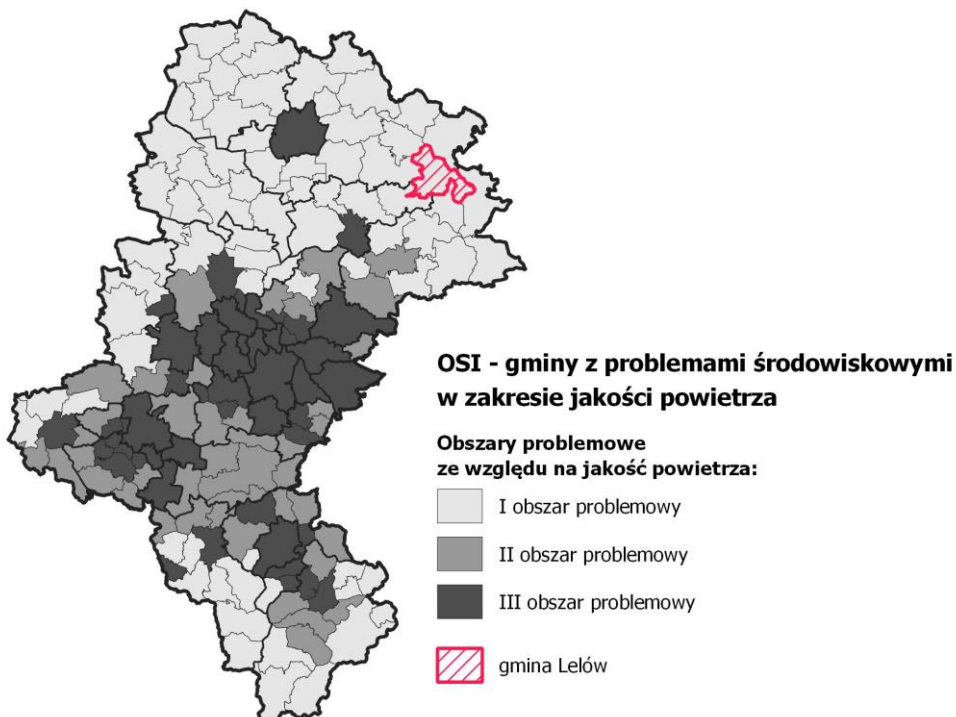 OSI - gminy z problemami środowiskowymi
w zakresie jakości powietrza
Obszary problemowe
ze względu na jakość powietrza:
I obszar problemowy
II obszar problemowy
III obszar problemowy
gmina Lelów